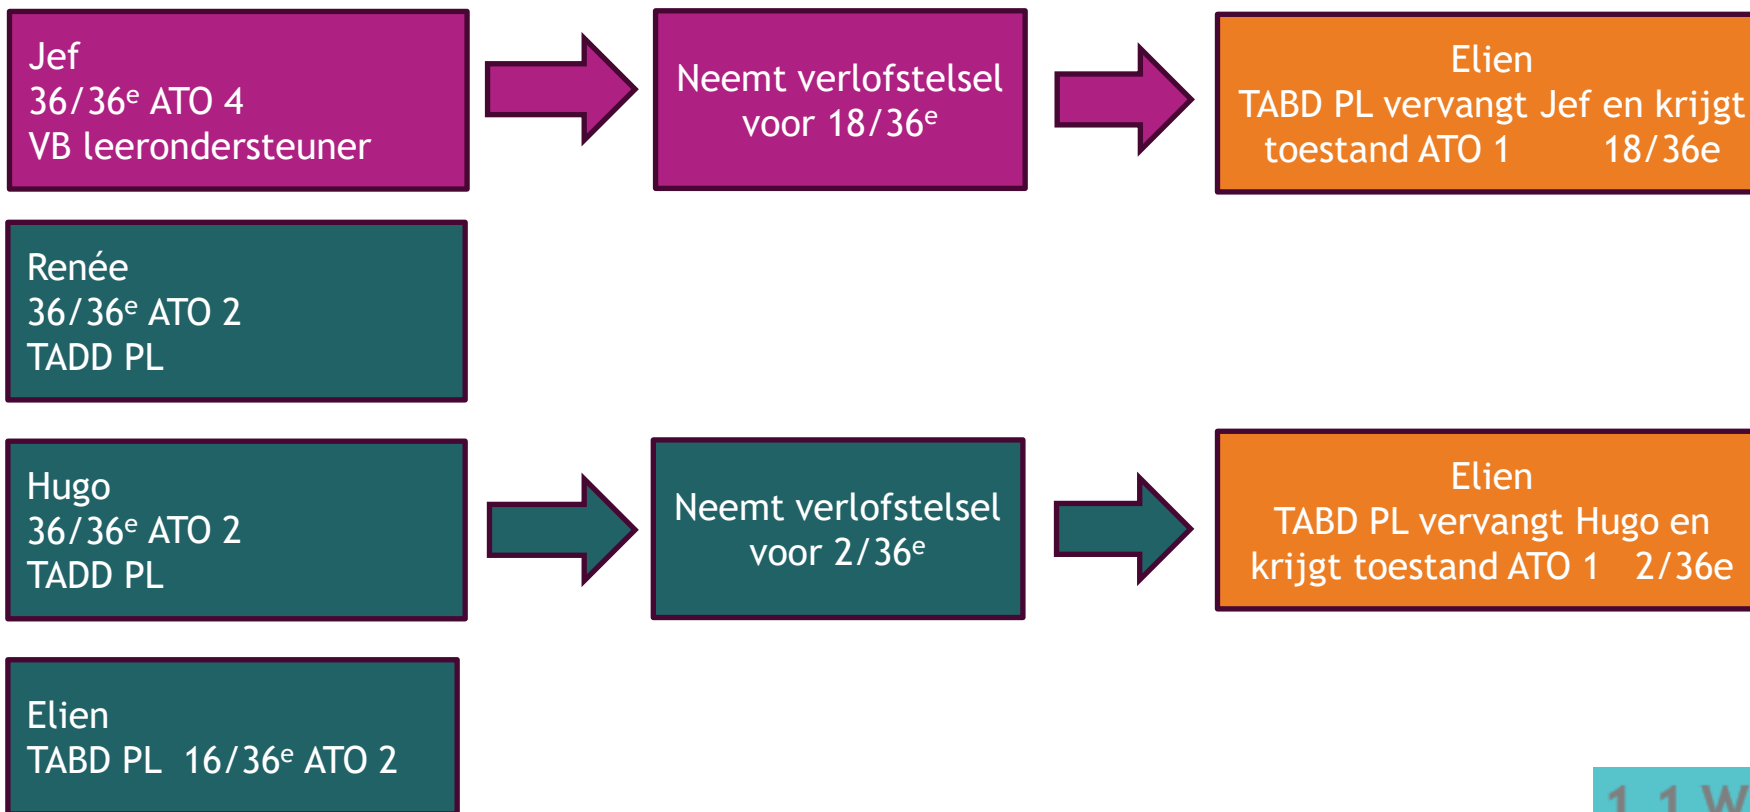 Jef
36/36e ATO 4
VB leerondersteuner
Neemt verlofstelsel
voor 18/36e
Elien
TABD PL vervangt Jef en krijgt
toestand ATO 1 18/36e
Renée
36/36e ATO 2
TADD PL
Hugo
36/36e ATO 2
TADD PL
Neemt verlofstelsel
voor 2/36e
Elien
TABD PL vervangt Hugo en
krijgt toestand ATO 1 2/36e
Elien
TABD PL 16/36e ATO 2